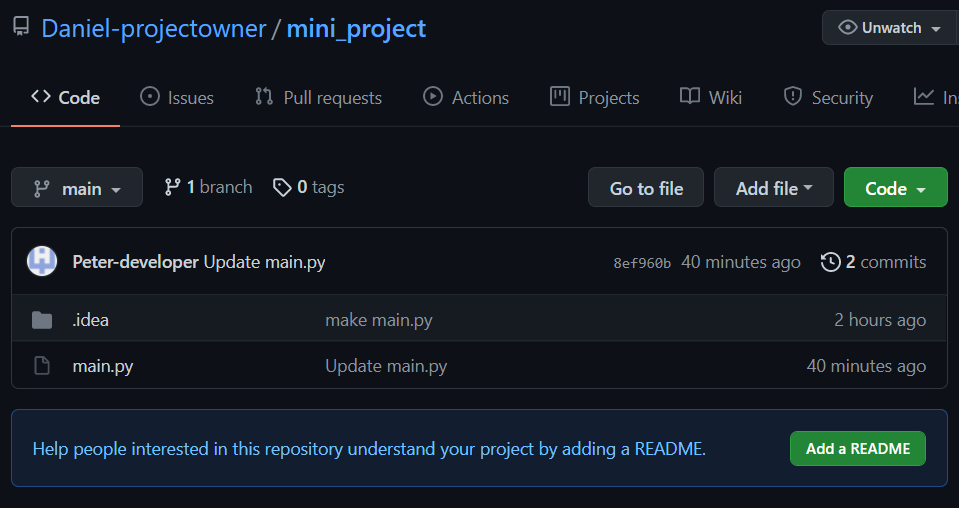 Daniel-projectowner / mini_project Unwatch
Code Issues Pull requests Actions Projects Wiki Security Ins
main 1 branch 0 tags Go to file Add file Code
Peter-developer Update main.py 8ef960b 40 minutes ago 2 commits
.idea make main.py 2 hours ago
main.py Update main.py 40 minutes ago
Help people interested in this repository understand your project by adding a README. Add a README